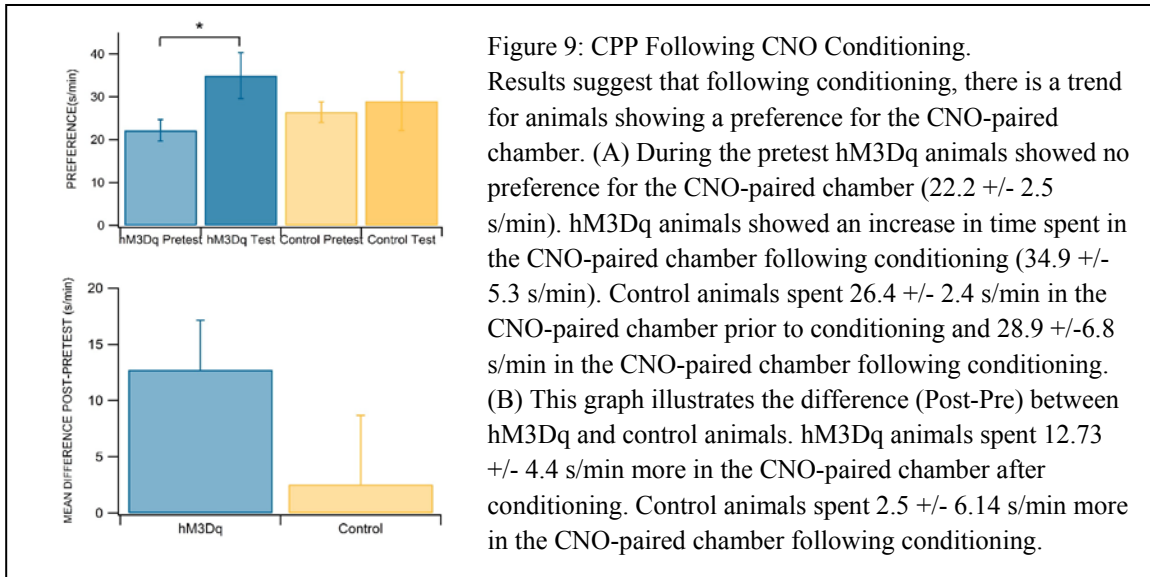 *
40
30
20
10
0
PREFERENCE(s/min)
hM3Dq Pretest hM3Dq Test Control Pretest Control Test
20
15
10
5
0
MEAN DIFFERENCE POST-PRETEST (s/min)
hM3Dq Control
Figure 9: CPP Following CNO Conditioning.
Results suggest that following conditioning, there is a trend
for animals showing a preference for the CNO-paired
chamber. (A) During the pretest hM3Dq animals showed no
preference for the CNO-paired chamber (22.2 +/- 2.5
s/min). hM3Dq animals showed an increase in time spent in
the CNO-paired chamber following conditioning (34.9 +/-
5.3 s/min). Control animals spent 26.4 +/- 2.4 s/min in the
CNO-paired chamber prior to conditioning and 28.9 +/-6.8
s/min in the CNO-paired chamber following conditioning.
(B) This graph illustrates the difference (Post-Pre) between
hM3Dq and control animals. hM3Dq animals spent 12.73
+/- 4.4 s/min more in the CNO-paired chamber after
conditioning. Control animals spent 2.5 +/- 6.14 s/min more
in the CNO-paired chamber following conditioning.